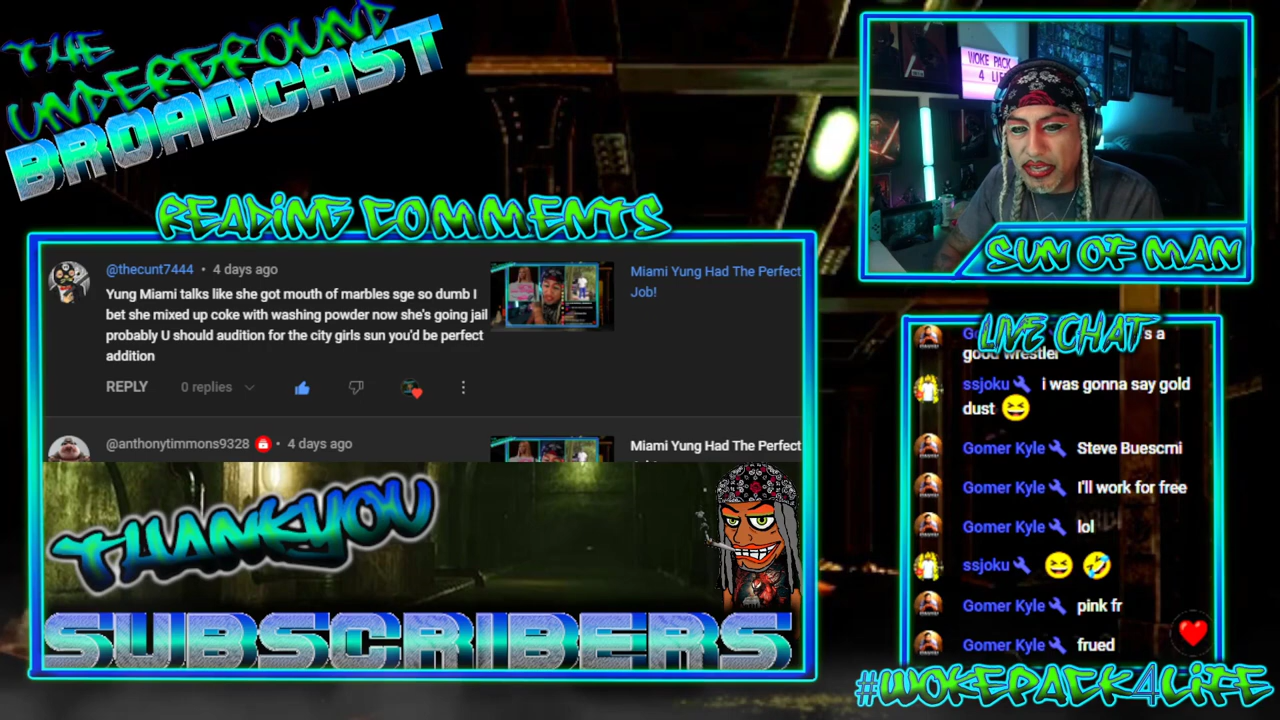 THE
UNDERGROUND
BROADCAST
WOKE PACK
4 LIFE
SUN OF MAN
READING COMMENTS
@thecunt7444 • 4 days ago
Yung Miami talks like she got mouth of marbles sge so dumb I
bet she mixed up coke with washing powder now she's going jail
probably U should audition for the city girls sun you'd be perfect
addition
REPLY 0 replies
Miami Yung Had The Perfect
Job!
@anthonytimmons9328 • 4 days ago
Miami Yung Had The Perfect
THANKYOU
SUBSCRIBERS
LIVE CHAT
Go s a
good wrestler
ssjoku i was gonna say gold
dust 😆
Gomer Kyle Steve Buescmi
Gomer Kyle I'll work for free
Gomer Kyle lol
ssjoku 😆 🤣
Gomer Kyle pink fr
Gomer Kyle frued
#WOKEPACK4LIFE